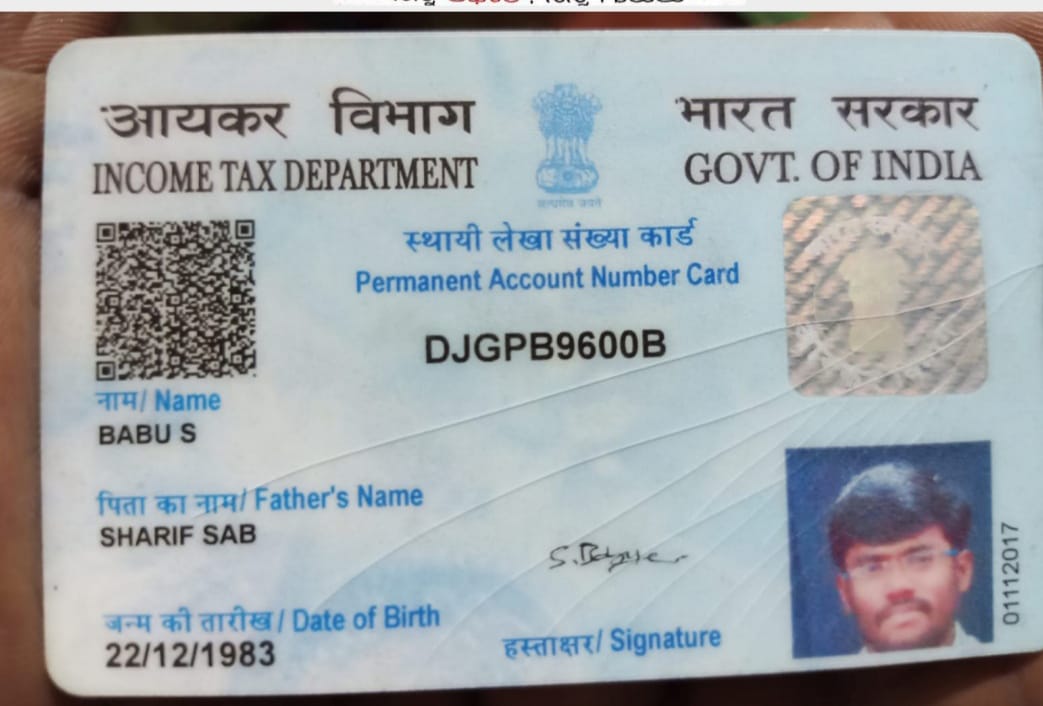 आयकर विभाग
INCOME TAX DEPARTMENT
भारत सरकार
GOVT. OF INDIA
सत्यमेव जयते
स्थायी लेखा संख्या कार्ड
Permanent Account Number Card
DJGPB9600B
नाम/ Name
BABU S
पिता का नाम/ Father's Name
SHARIF SAB
जन्म की तारीख / Date of Birth
22/12/1983
हस्ताक्षर/ Signature
01112017